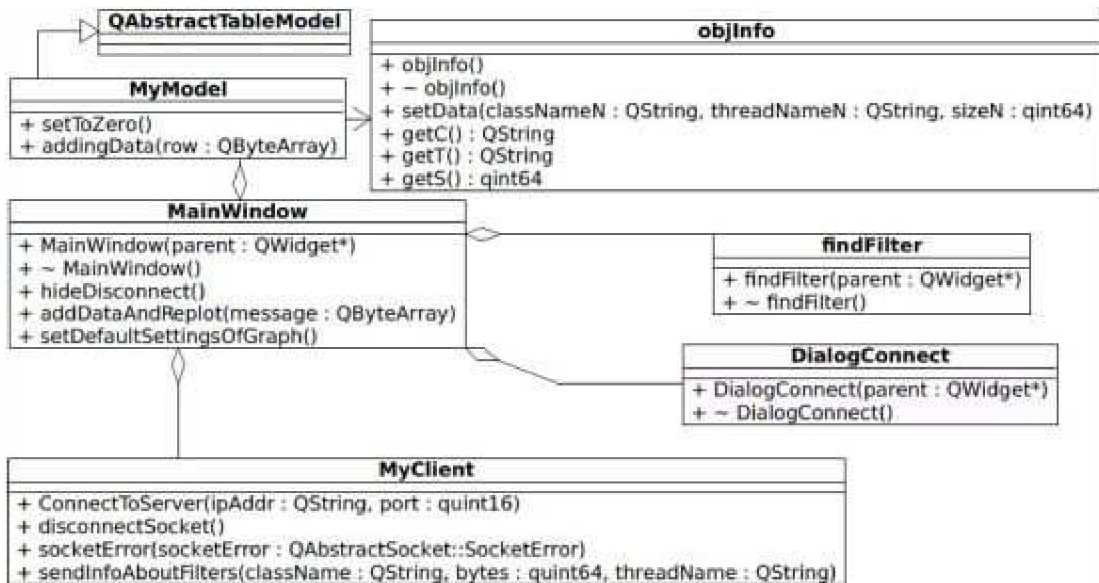 QAbstractTableModel
objInfo
+ objInfo()
+ ~ objInfo()
+ setData(classNameN : QString, threadNameN : QString, sizeN : qint64)
+ getC() : QString
+ getT() : QString
+ getS() : qint64
MyModel
+ setToZero()
+ addingData(row : QByteArray)
MainWindow
+ MainWindow(parent : QWidget*)
+ ~ MainWindow()
+ hideDisconnect()
+ addDataAndReplot(message : QByteArray)
+ setDefaultSettingsOfGraph()
findFilter
+ findFilter(parent : QWidget*)
+ ~ findFilter()
DialogConnect
+ DialogConnect(parent : QWidget*)
+ ~ DialogConnect()
MyClient
+ ConnectToServer(ipAddr : QString, port : quint16)
+ disconnectSocket()
+ socketError(socketError : QAbstractSocket::SocketError)
+ sendInfoAboutFilters(className : QString, bytes : quint64, threadName : QString)